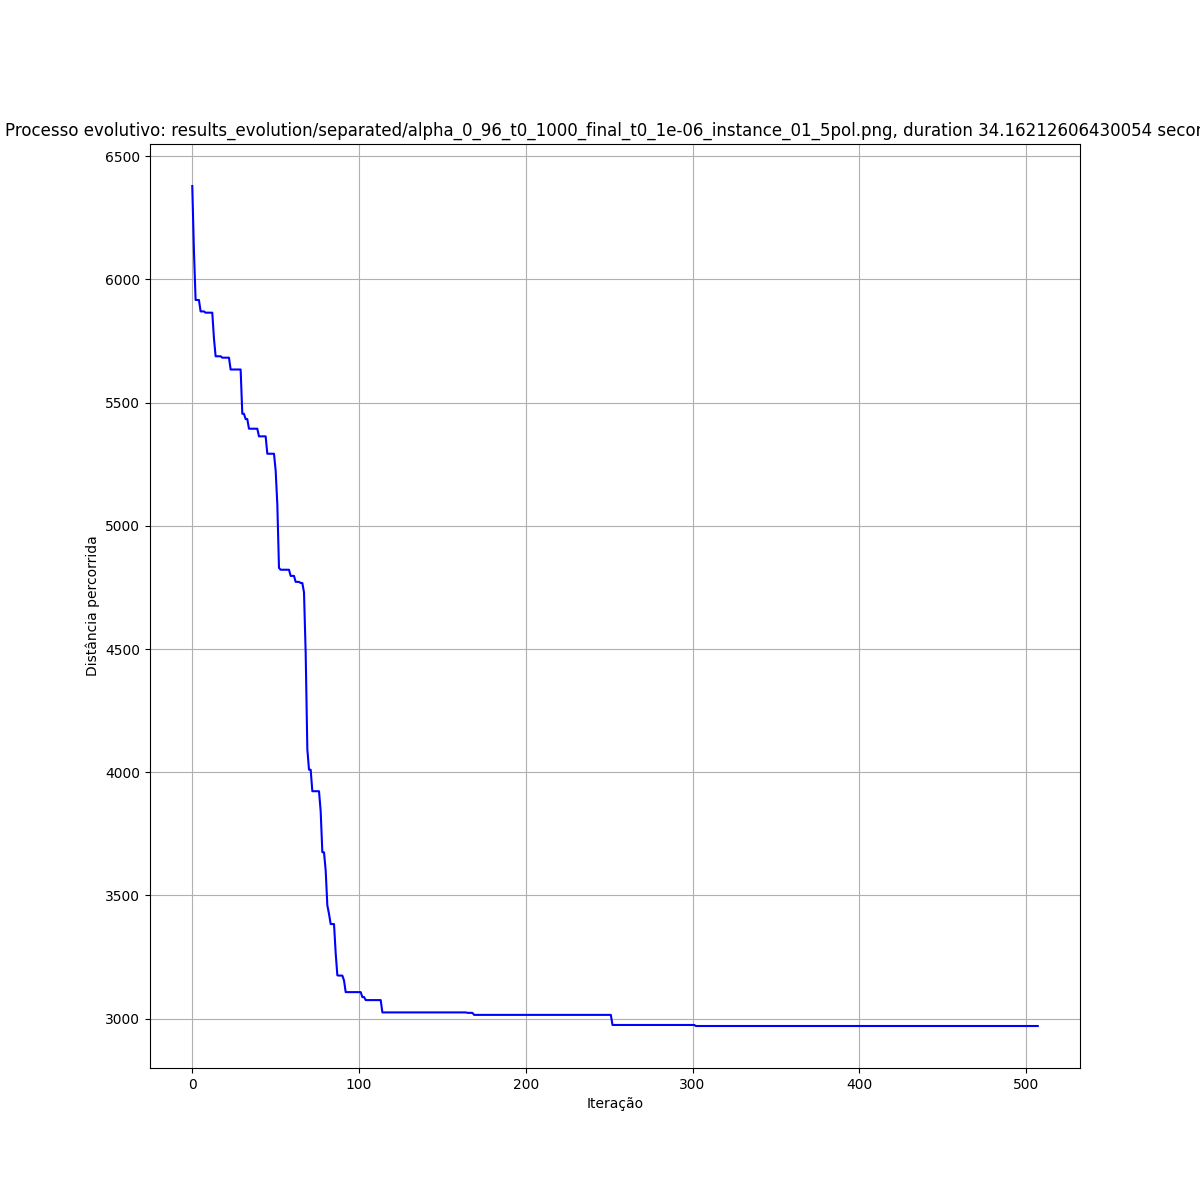 Processo evolutivo: results_evolution/separated/alpha_0_96_t0_1000_final_t0_1e-06_instance_01_5pol.png, duration 34.16212606430054 secon
6500
6000
5500
5000
4500
4000
3500
3000
Distância percorrida
0 100 200 300 400 500
Iteração